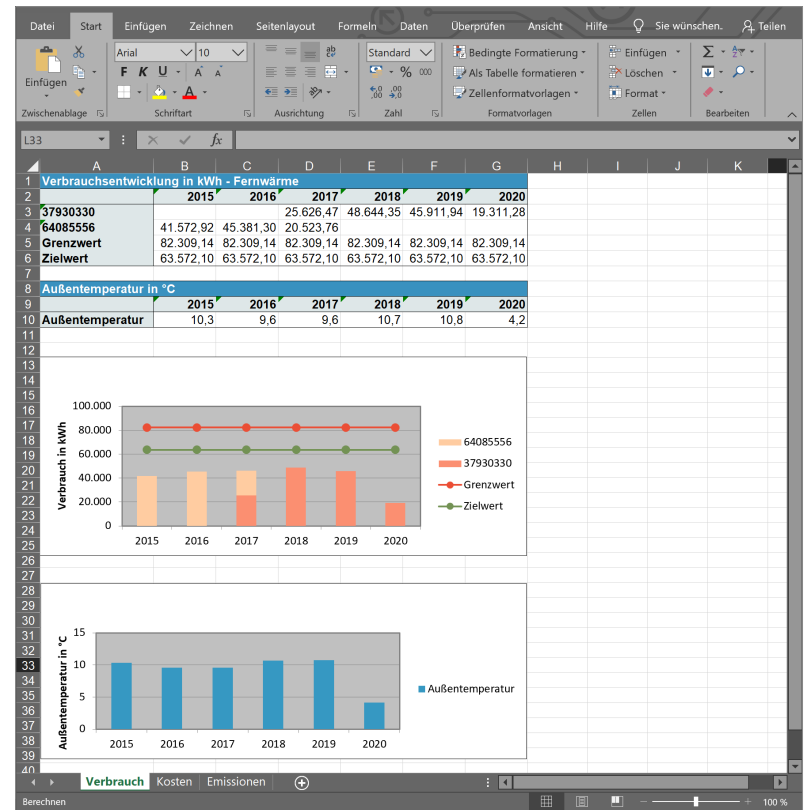 Datei Start Einfügen Zeichnen Seitenlayout Formeln Daten Überprüfen Ansicht Hilfe Sie wünschen. Teilen
Arial 10 Standard Bedingte Formatierung Einfügen Σ
F K U A A % 000 Als Tabelle formatieren Löschen
Einfügen A Zellenformatvorlagen Format
Zwischenablage Schriftart Ausrichtung Zahl Formatvorlagen Zellen Bearbeiten
L33 fx
A B C D E F G H I J K
1 Verbrauchsentwicklung in kWh - Fernwärme
2 2015 2016 2017 2018 2019 2020
3 37930330 25.626,47 48.644,35 45.911,94 19.311,28
4 64085556 41.572,92 45.381,30 20.523,76
5 Grenzwert 82.309,14 82.309,14 82.309,14 82.309,14 82.309,14 82.309,14
6 Zielwert 63.572,10 63.572,10 63.572,10 63.572,10 63.572,10 63.572,10
7
8 Außentemperatur in °C
9 2015 2016 2017 2018 2019 2020
10 Außentemperatur 10,3 9,6 9,6 10,7 10,8 4,2
11
12
13
14
15
16
17
18
19
20
21
22
23
24
25
26
27
28
29
30
31
32
33
34
35
36
37
38
39
40
Verbrauch in kWh
100.000
80.000
60.000
40.000
20.000
0
2015 2016 2017 2018 2019 2020
64085556
37930330
Grenzwert
Zielwert
Außentemperatur in °C
15
10
5
0
2015 2016 2017 2018 2019 2020
Außentemperatur
Verbrauch Kosten Emissionen
Berechnen 100 %